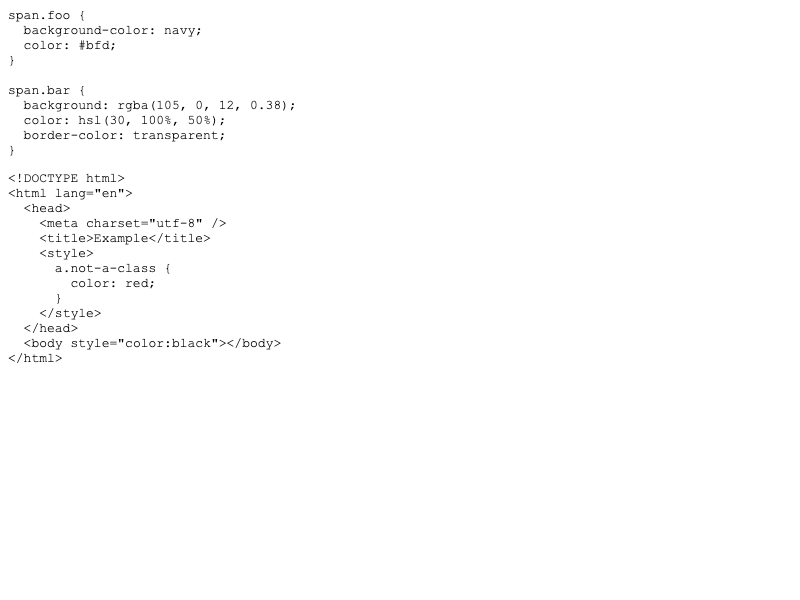 span.foo {
  background-color: navy;
  color: #bfd;
}

span.bar {
  background: rgba(105, 0, 12, 0.38);
  color: hsl(30, 100%, 50%);
  border-color: transparent;
}

<!DOCTYPE html>
<html lang="en">
  <head>
    <meta charset="utf-8" />
    <title>Example</title>
    <style>
      a.not-a-class {
        color: red;
      }
    </style>
  </head>
  <body style="color:black"></body>
</html>